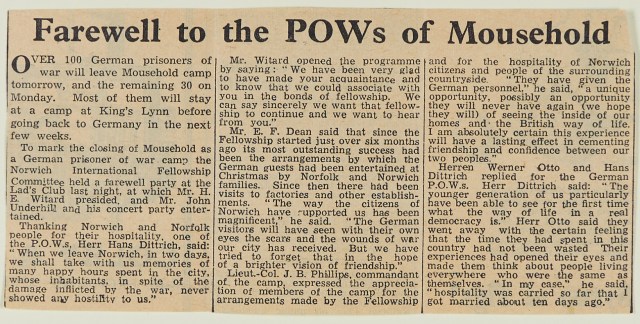 Farewell to the POWs of Mousehold
OVER 100 German prisoners of
war will leave Mousehold camp
tomorrow, and the remaining 30 on
Monday. Most of them will stay
at a camp at King's Lynn before
going back to Germany in the next
few weeks.
To mark the closing of Mousehold as
a German prisoner of war camp the
Norwich International Fellowship
Committee held a farewell party at the
Lad's Club last night, at which Mr. H.
E. Witard presided, and Mr. John
Underhill and his concert party enter-
tained.
Thanking Norwich and Norfolk
people for their hospitality, one of
the P.O.W.s, Herr Hans Dittrich, said:
"When we leave Norwich, in two days,
we shall take with us memories of
many happy hours spent in the city,
whose inhabitants, in spite of the
damage inflicted by the war, never
showed any hostility to us."
Mr. Witard opened the programme
by saying: "We have been very glad
to have made your acquaintance and
to know that we could associate with
you in the bonds of fellowship. We
can say sincerely we want that fellow-
ship to continue and we want to hear
from you."
Mr. E. F. Dean said that since the
Fellowship started just over six months
ago its most outstanding success had
been the arrangements by which the
German guests had been entertained at
Christmas by Norfolk and Norwich
families. Since then there had been
visits to factories and other establish-
ments. "The way the citizens of
Norwich have supported us has been
magnificent," he said. "The German
visitors will have seen with their own
eyes the scars and the wounds of war
our city has received. But we have
tried to forget that in the hope
of a brighter vision of friendship."
Lieut.-Col. J. E. Phillips, commandant
of the camp, expressed the apprecia-
tion of members of the camp for the
arrangements made by the Fellowship
and for the hospitality of Norwich
citizens and people of the surrounding
countryside. "They have given the
German personnel," he said, "a unique
opportunity, possibly an opportunity
they will never have again (we hope
they will) of seeing the inside of our
homes and the British way of life.
I am absolutely certain this experience
will have a lasting effect in cementing
friendship and confidence between our
two peoples."
Herren Werner Otto and Hans
Dittrich replied for the German
P.O.W.s. Herr Dittrich said: "The
younger generation of us particularly
have been able to see for the first time
what the way of life in a real
democracy is." Herr Otto said they
went away with the certain feeling
that the time they had spent in this
country had not been wasted Their
experiences had opened their eyes and
made them think about people living
everywhere who were the same as
themselves. "In my case," he said,
"hospitality was carried so far that I
got married about ten days ago."